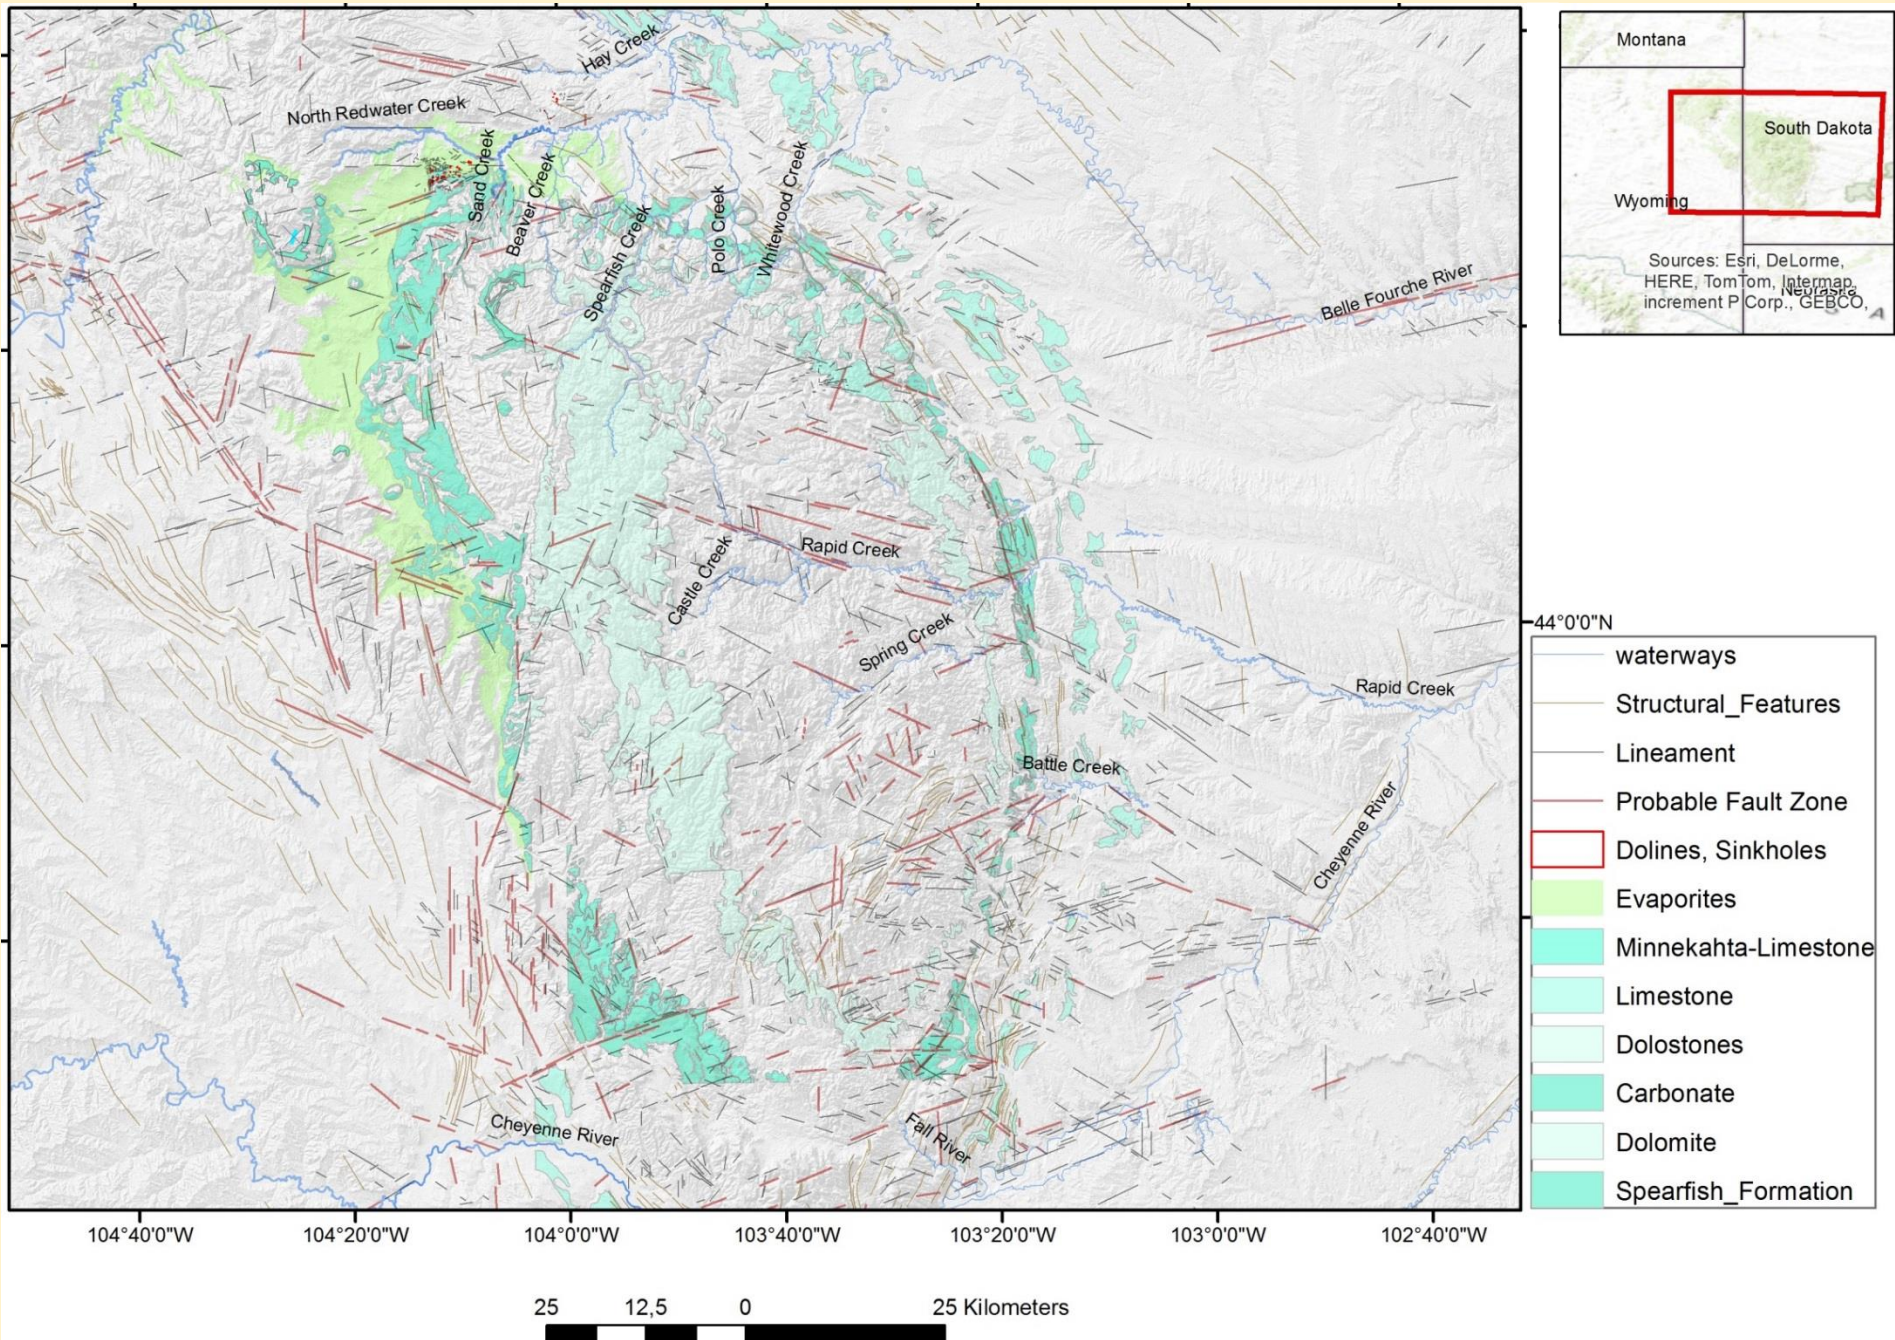 Hay Creek
North Redwater Creek
Sand Creek
Beaver Creek
Spearfish Creek
Polo Creek
Whitewood Creek
Belle Fourche River
Castle Creek
Rapid Creek
Spring Creek
Rapid Creek
Battle Creek
Cheyenne River
Cheyenne River
Fall River
104°40'0"W
104°20'0"W
104°0'0"W
103°40'0"W
103°20'0"W
103°0'0"W
102°40'0"W
25
12,5
0
25 Kilometers
Montana
South Dakota
Wyoming
Nebraska
Sources: Esri, DeLorme,
HERE, TomTom, Intermap,
increment P Corp., GEBCO,
A
44°0'0"N
waterways
Structural_Features
Lineament
Probable Fault Zone
Dolines, Sinkholes
Evaporites
Minnekahta-Limestone
Limestone
Dolostones
Carbonate
Dolomite
Spearfish_Formation